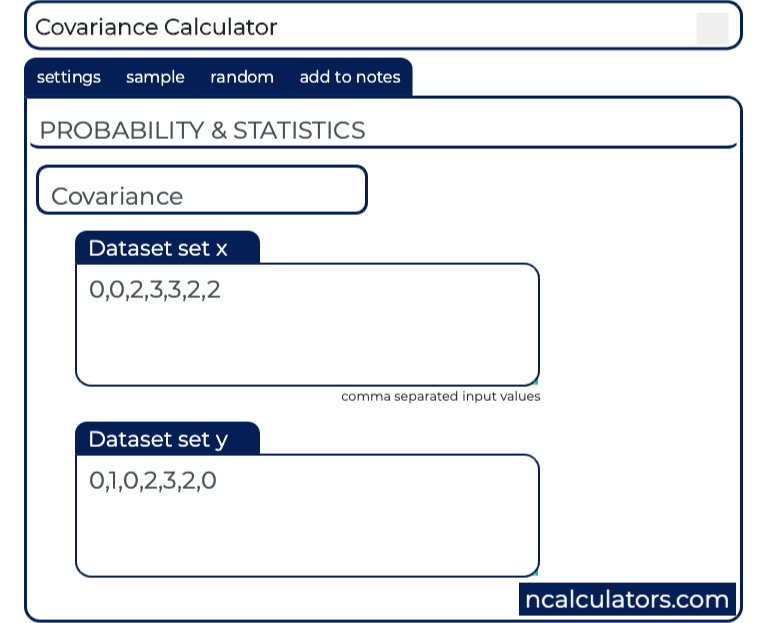 Covariance Calculator
settings sample random add to notes
PROBABILITY & STATISTICS
Covariance
Dataset set x
0,0,2,3,3,2,2
comma separated input values
Dataset set y
0,1,0,2,3,2,0
ncalculators.com